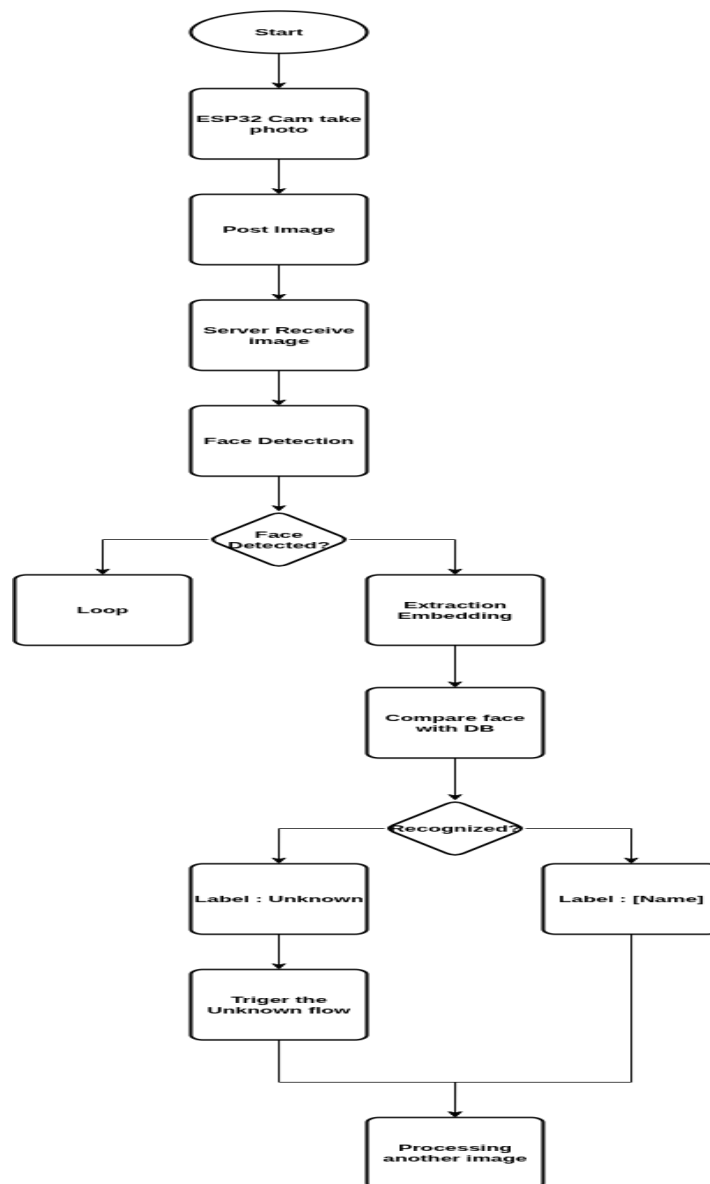 Start
ESP32 Cam take
photo
Post Image
Server Receive
image
Face Detection
Face
Detected?
Loop
Extraction
Embedding
Compare face
with DB
Recognized?
Label : Unknown
Label : [Name]
Triger the
Unknown flow
Processing
another image